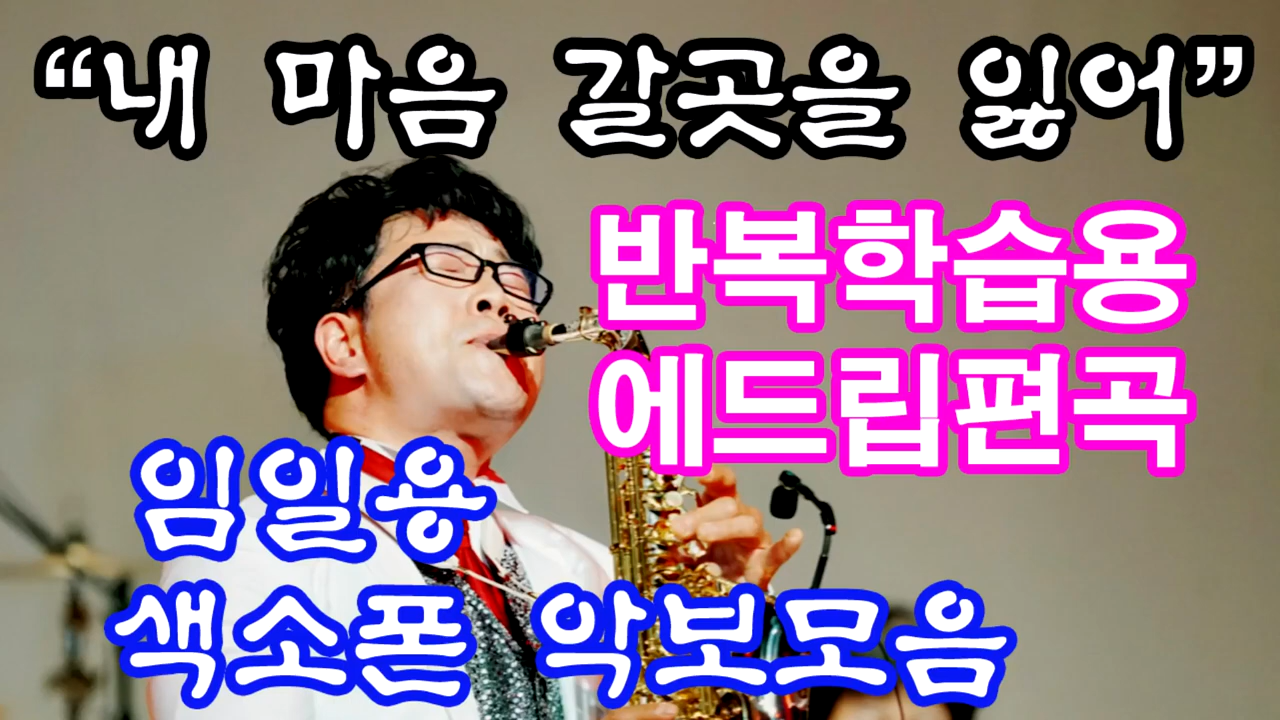 “내 마음 갈곳을 잃어”
반복학습용
에드립편곡
임일용
색소폰 악보모음